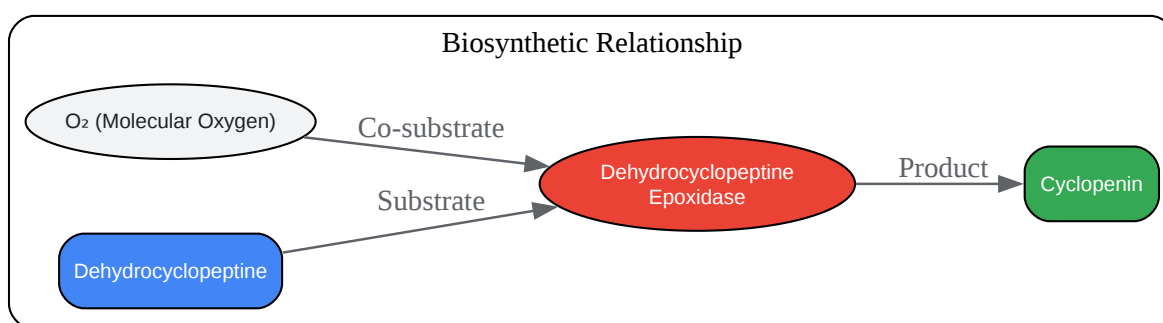 Biosynthetic Relationship
O₂ (Molecular Oxygen)
Co-substrate
Substrate
Dehydrocyclopeptine
Dehydrocyclopeptine
Epoxidase
Product
Cyclopenin